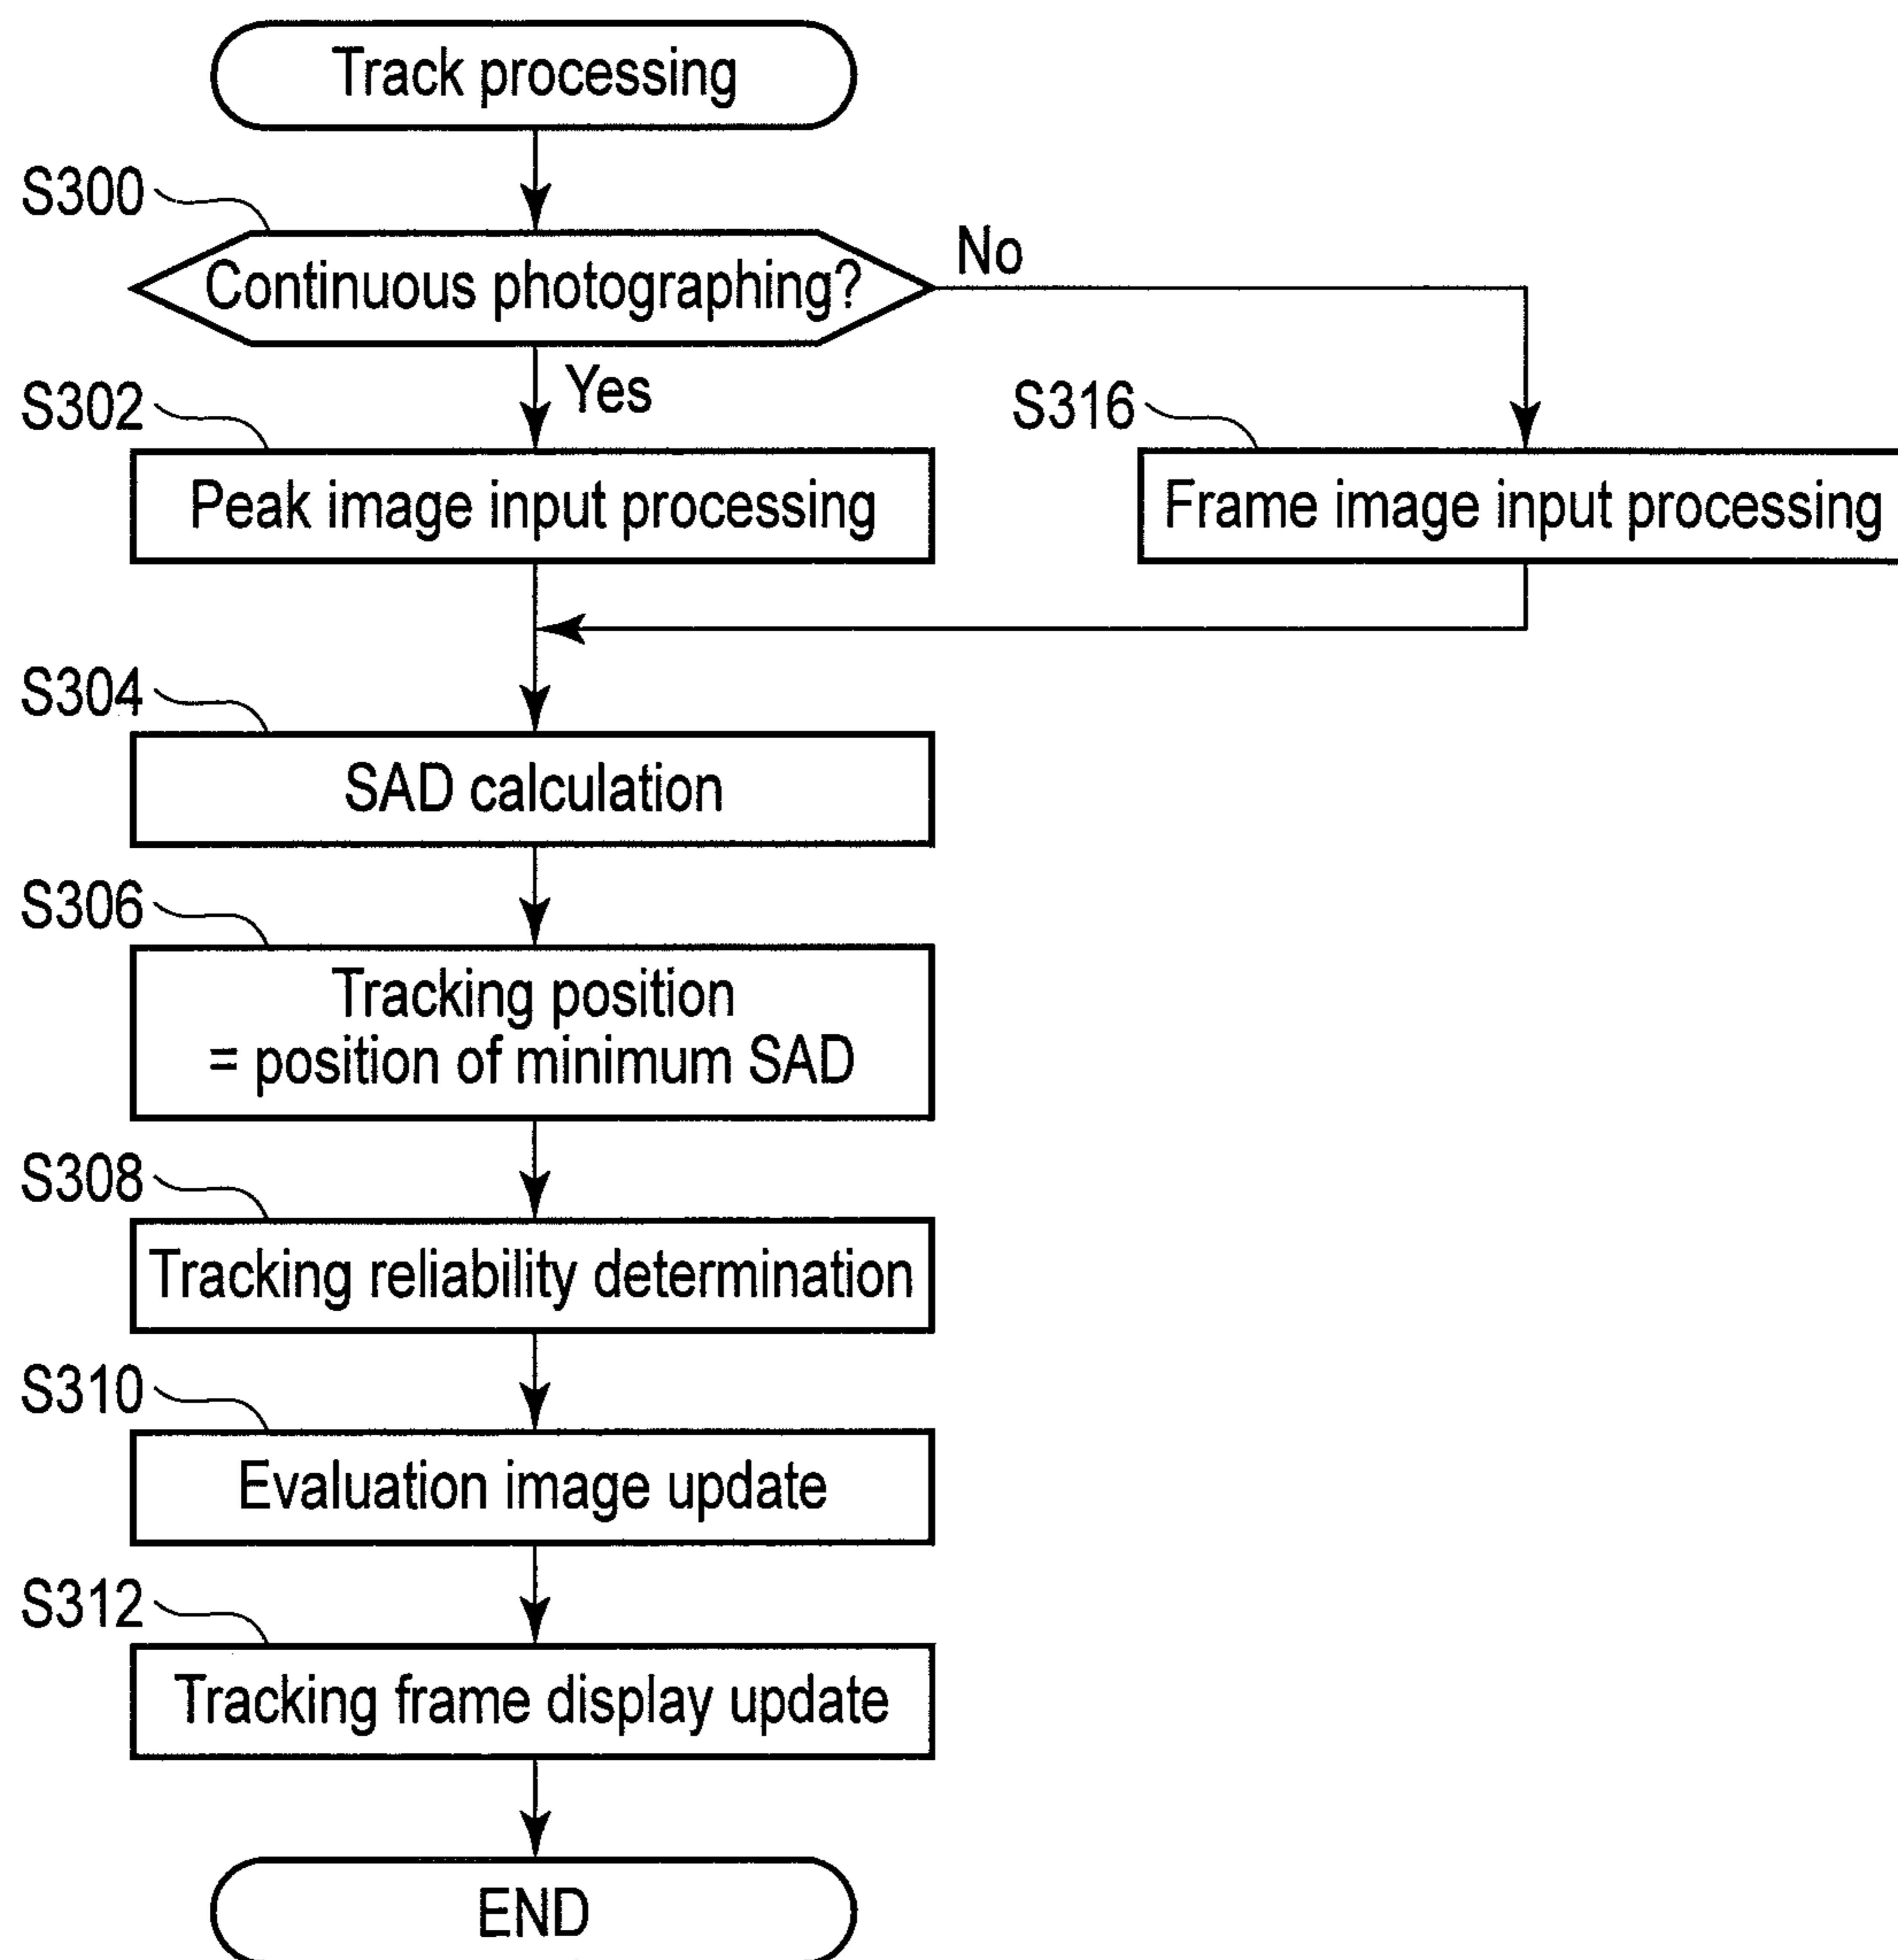 Track processing
S300
Continuous photographing?
No
Yes
S302
Peak image input processing
S316
Frame image input processing
S304
SAD calculation
S306
Tracking position
= position of minimum SAD
S308
Tracking reliability determination
S310
Evaluation image update
S312
Tracking frame display update
END